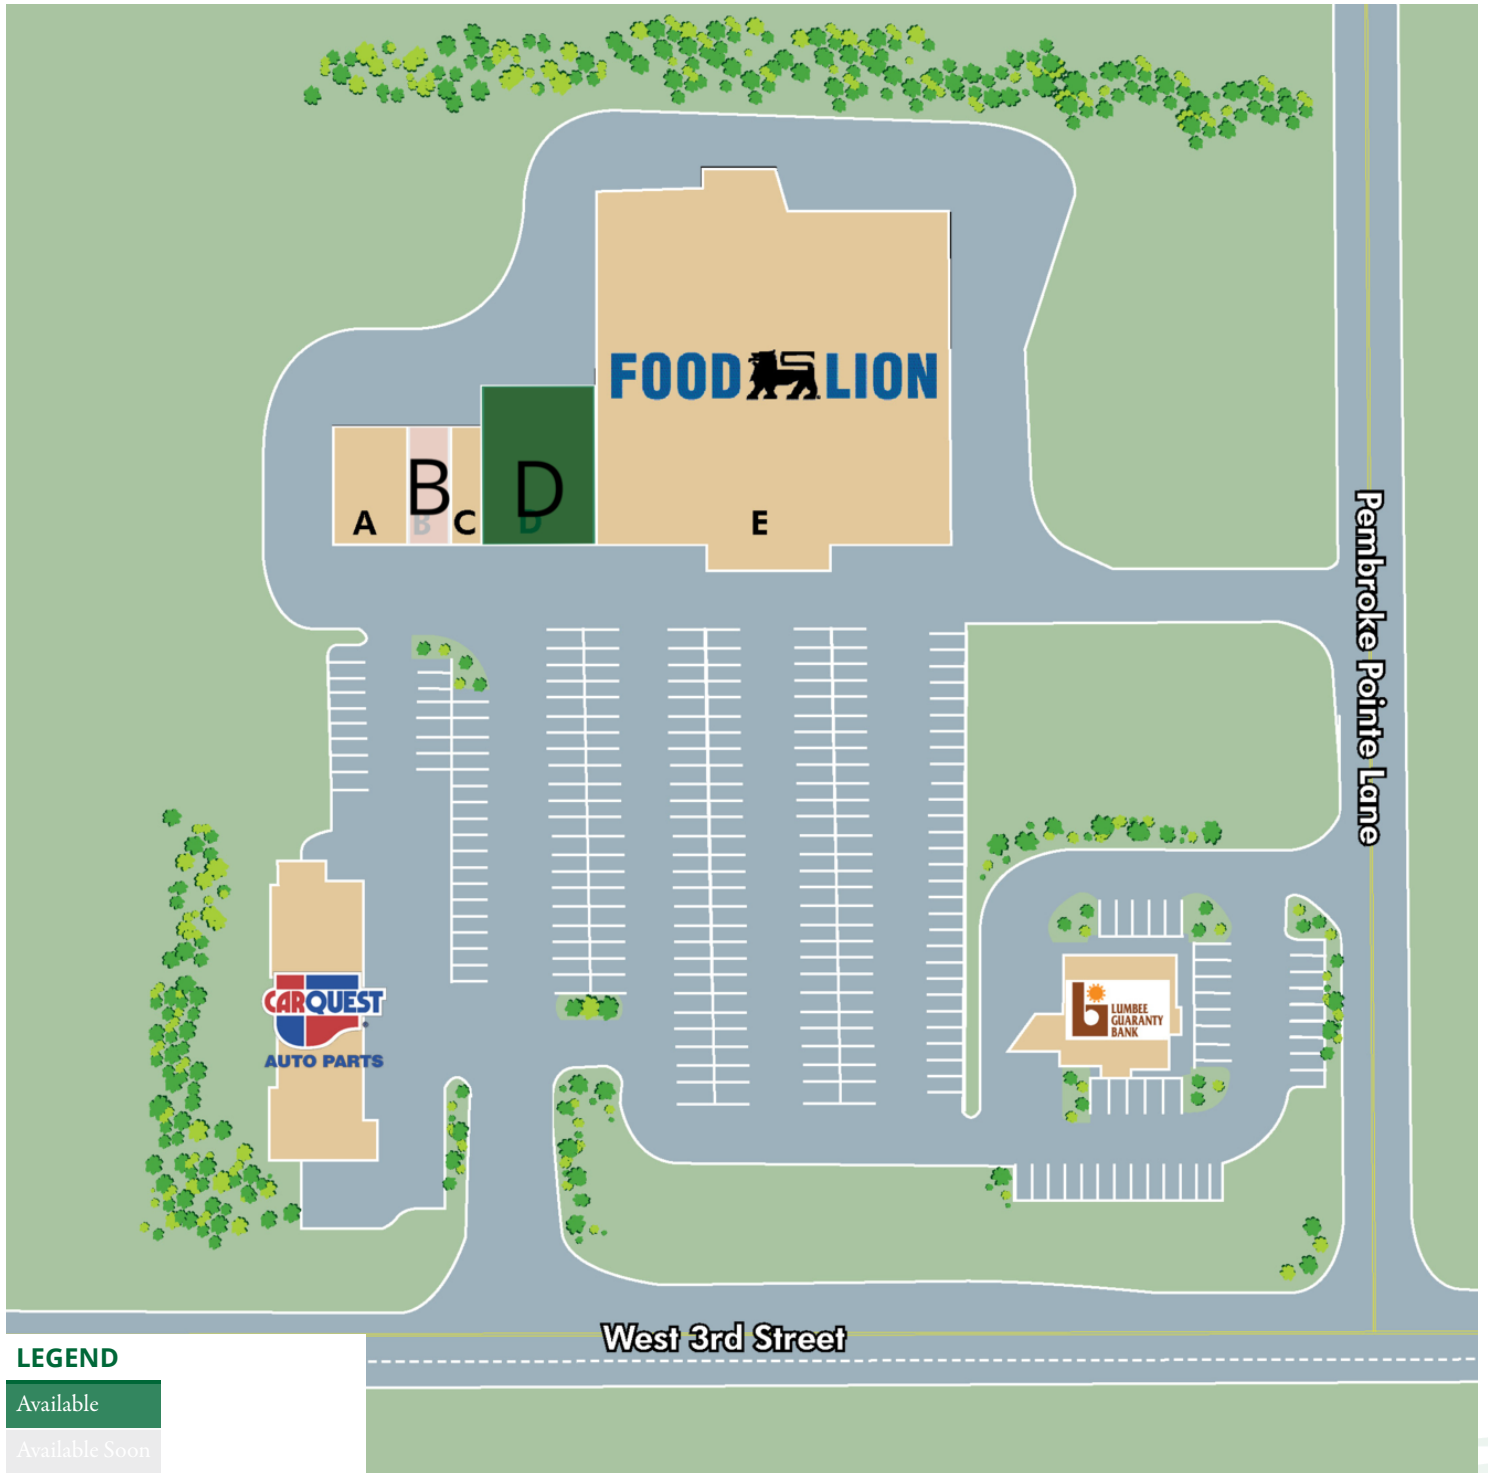 FOOD LION
B
D
A
B
C
D
E
Pembroke Pointe Lane
CARQUEST
AUTO PARTS
LUMBEE
GUARANTY
BANK
West 3rd Street
LEGEND
Available
Available Soon